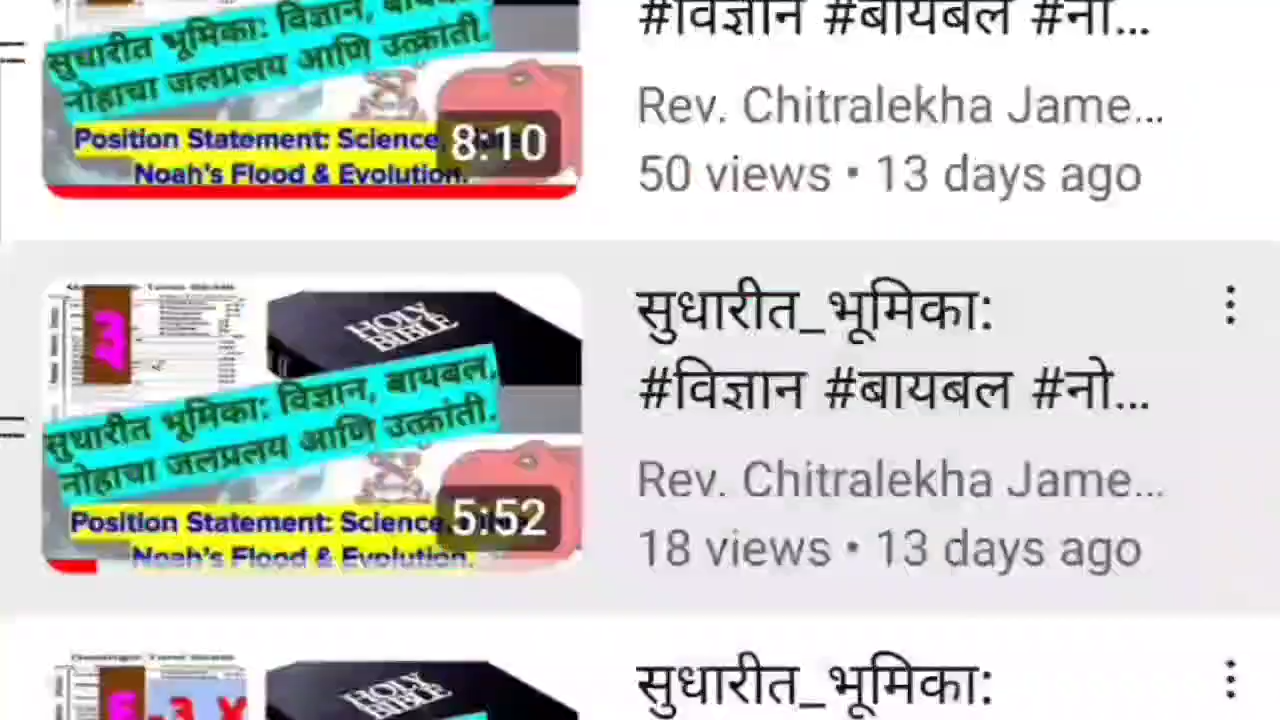 #विज्ञान #बायबल #नो...
सुधारीत भूमिका: विज्ञान,
नोहाचा जलप्रलय आणि उत्क्रांती.
Position Statement: Science,
Noah's Flood & Evolution.
8:10
Rev. Chitralekha Jame...
50 views • 13 days ago
HOLY
BIBLE
सुधारीत भूमिका: विज्ञान, बायबल,
नोहाचा जलप्रलय आणि उत्क्रांती.
Position Statement: Science,
Noah's Flood & Evolution.
5:52
सुधारीत_भूमिका:
#विज्ञान #बायबल #नो...
Rev. Chitralekha Jame...
18 views • 13 days ago
HOLY
BIBLE
सुधारीत_भूमिका: